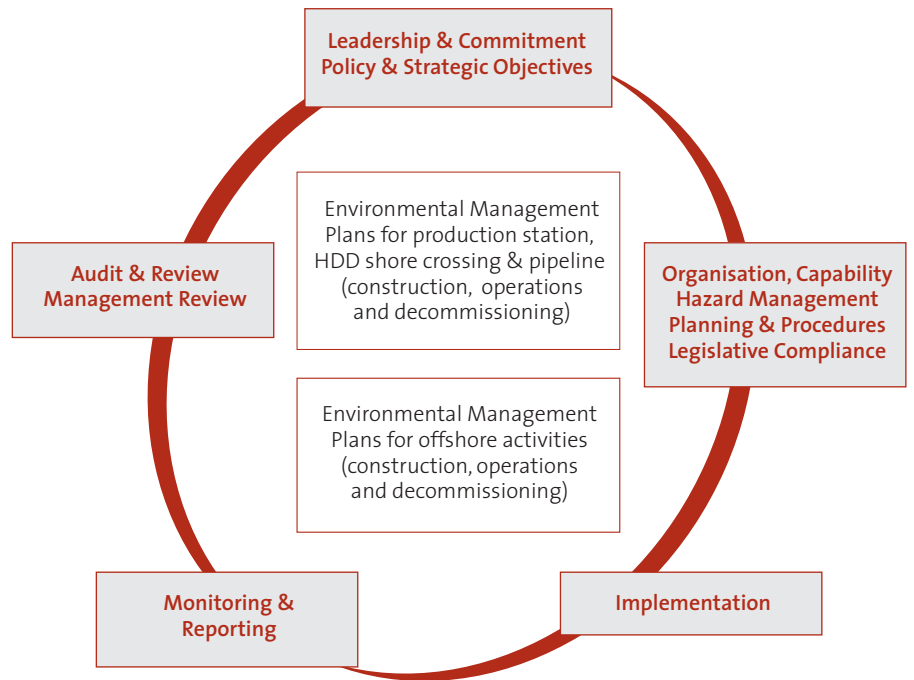 Leadership & Commitment
Policy & Strategic Objectives
Environmental Management
Plans for production station,
HDD shore crossing & pipeline
(construction, operations
and decommissioning)
Audit & Review
Management Review
Organisation, Capability
Hazard Management
Planning & Procedures
Legislative Compliance
Environmental Management
Plans for offshore activities
(construction, operations
and decommissioning)
Monitoring &
Reporting
Implementation